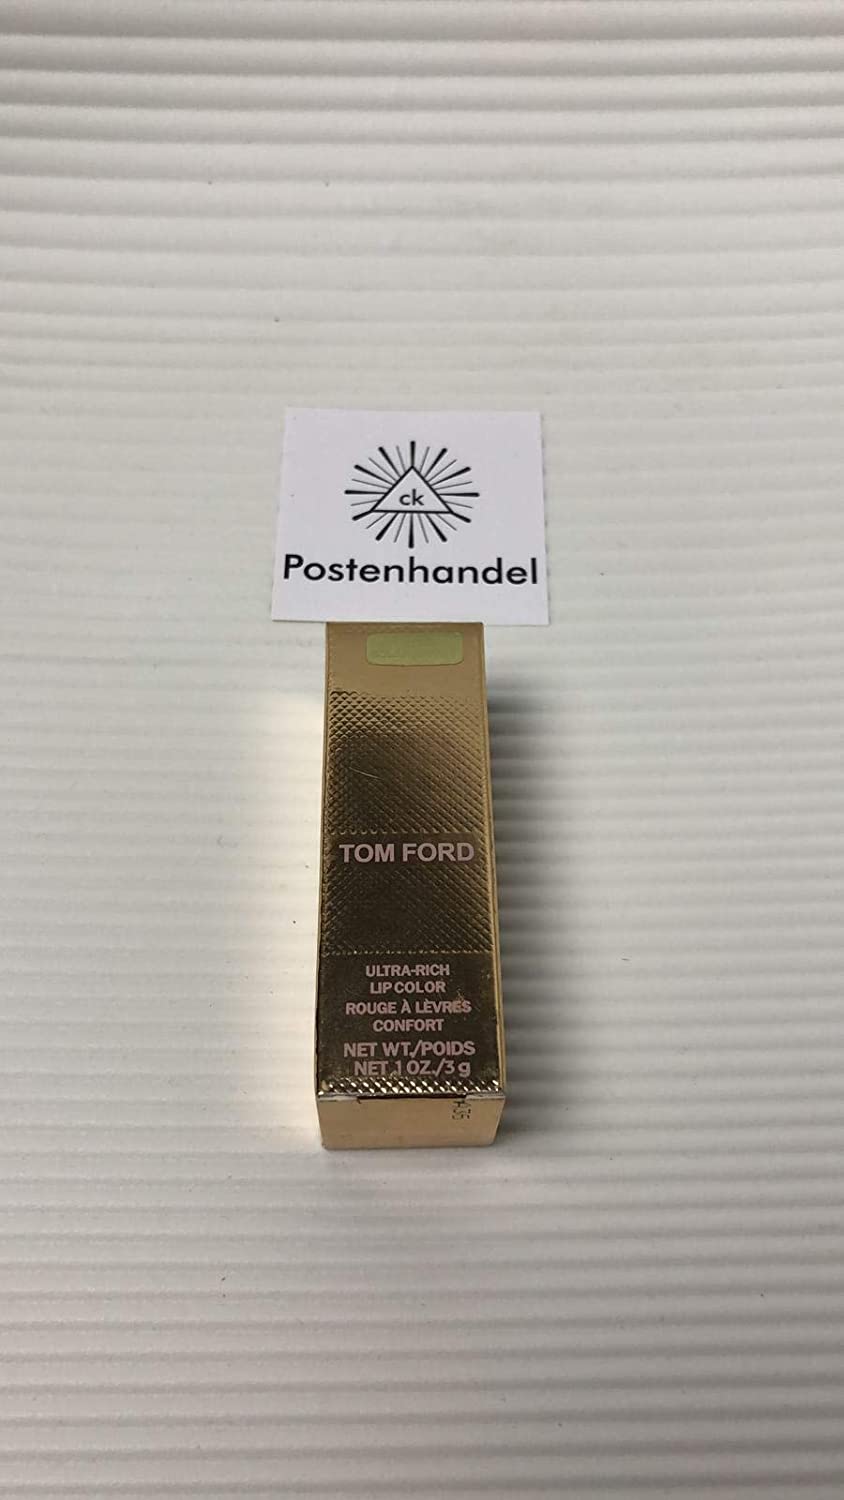 ck
Postenhandel
TOM FORD
ULTRA-RICH
LIP COLOR
ROUGE À LÈVRES
CONFORT
NET WT./POIDS
NET .1 OZ./3 g